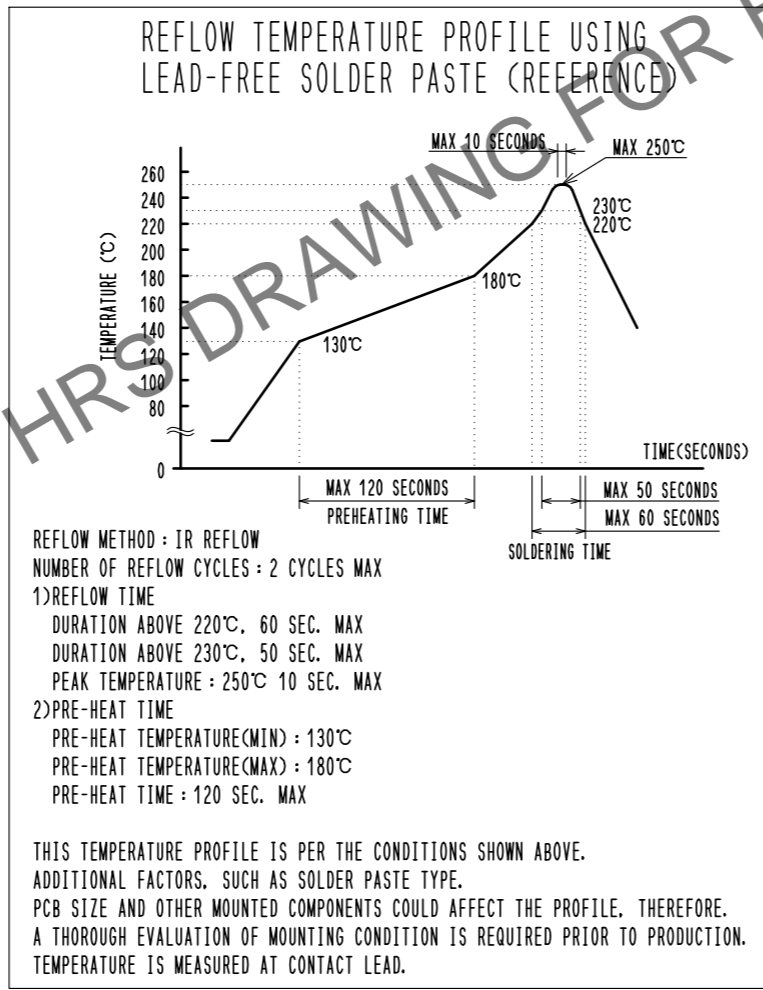 REFLOW TEMPERATURE PROFILE USING
LEAD-FREE SOLDER PASTE (REFERENCE)
HRS DRAWING FOR
MAX 10 SECONDS
MAX 250℃
TEMPERATURE (℃)
260
240
220
200
180
160
140
120
100
80
0
230℃
220℃
180℃
130℃
TIME(SECONDS)
MAX 120 SECONDS
PREHEATING TIME
MAX 50 SECONDS
MAX 60 SECONDS
SOLDERING TIME
REFLOW METHOD : IR REFLOW
NUMBER OF REFLOW CYCLES : 2 CYCLES MAX
1)REFLOW TIME
DURATION ABOVE 220℃, 60 SEC. MAX
DURATION ABOVE 230℃, 50 SEC. MAX
PEAK TEMPERATURE : 250℃ 10 SEC. MAX
2)PRE-HEAT TIME
PRE-HEAT TEMPERATURE(MIN) : 130℃
PRE-HEAT TEMPERATURE(MAX) : 180℃
PRE-HEAT TIME : 120 SEC. MAX
THIS TEMPERATURE PROFILE IS PER THE CONDITIONS SHOWN ABOVE.
ADDITIONAL FACTORS, SUCH AS SOLDER PASTE TYPE.
PCB SIZE AND OTHER MOUNTED COMPONENTS COULD AFFECT THE PROFILE, THEREFORE.
A THOROUGH EVALUATION OF MOUNTING CONDITION IS REQUIRED PRIOR TO PRODUCTION.
TEMPERATURE IS MEASURED AT CONTACT LEAD.